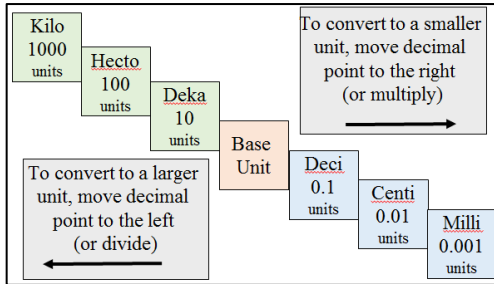 Kilo
1000
units
Hecto
100
units
Deka
10
units
Base
Unit
Deci
0.1
units
Centi
0.01
units
Milli
0.001
units
To convert to a smaller
unit, move decimal
point to the right
(or multiply)
To convert to a larger
unit, move decimal
point to the left
(or divide)